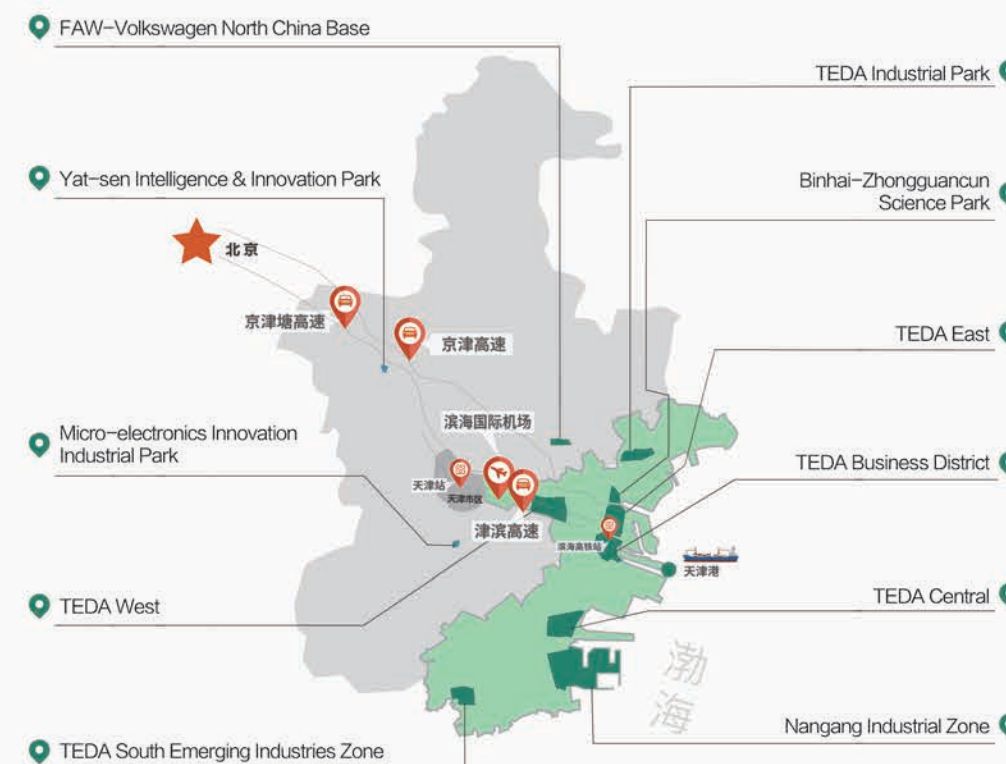 FAW-Volkswagen North China Base
TEDA Industrial Park
Yat-sen Intelligence & Innovation Park
Binhai-Zhongguancun
Science Park
北京
京津塘高速
京津高速
TEDA East
滨海国际机场
Micro-electronics Innovation
Industrial Park
TEDA Business District
天津站
天津市区
津滨高速
滨海高铁站
天津港
TEDA West
TEDA Central
渤海
Nangang Industrial Zone
TEDA South Emerging Industries Zone